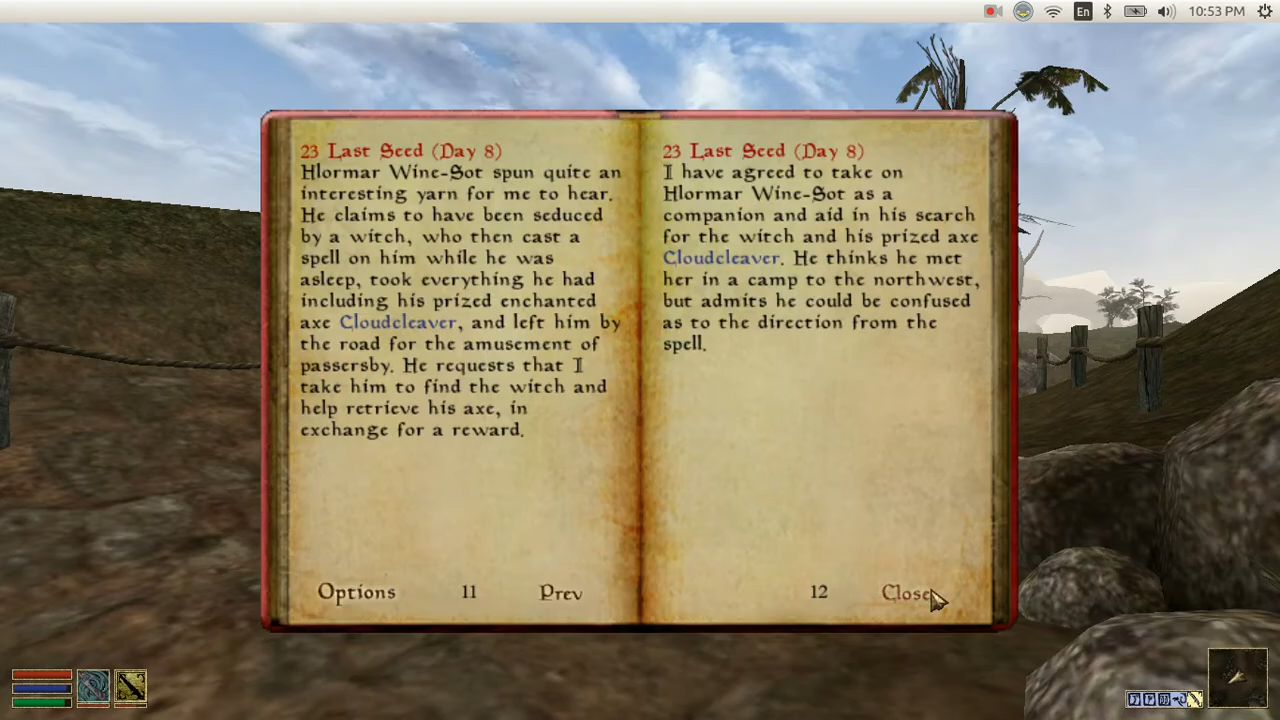 En
10:53 PM
23 Last Seed (Day 8)
Hlormar Wine-Sot spun quite an
interesting yarn for me to hear.
He claims to have been seduced
by a witch, who then cast a
spell on him while he was
asleep, took everything he had
including his prized enchanted
axe Cloudcleaver, and left him by
the road for the amusement of
passersby. He requests that I
take him to find the witch and
help retrieve his axe, in
exchange for a reward.
Options
11
Prev
23 Last Seed (Day 8)
I have agreed to take on
Hlormar Wine-Sot as a
companion and aid in his search
for the witch and his prized axe
Cloudcleaver. He thinks he met
her in a camp to the northwest,
but admits he could be confused
as to the direction from the
spell.
12
Close